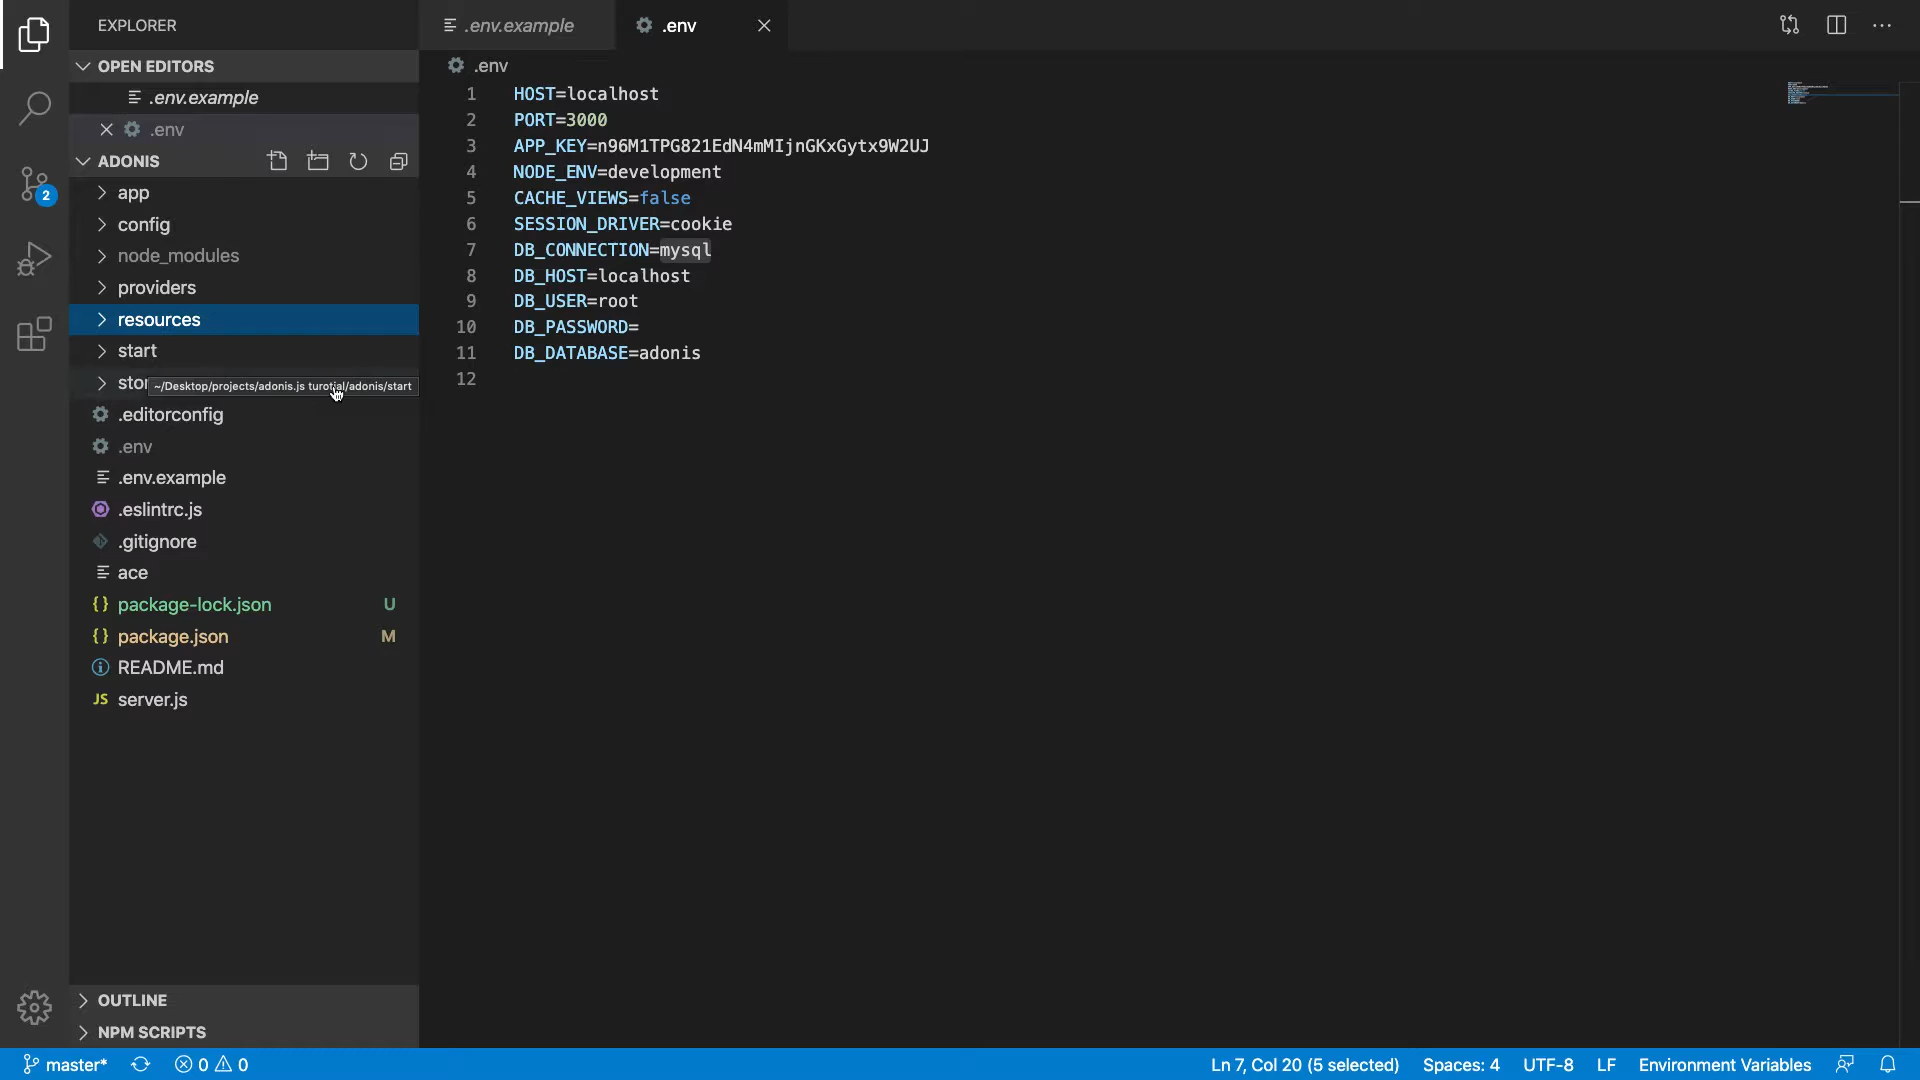 EXPLORER
OPEN EDITORS
.env.example
.env
ADONIS
app
config
node_modules
providers
resources
start
stor
~/Desktop/projects/adonis.js turotial/adonis/start
.editorconfig
.env
.env.example
.eslintrc.js
.gitignore
ace
{} package-lock.json U
{} package.json M
README.md
JS server.js
OUTLINE
NPM SCRIPTS
2
.env.example
.env
.env
1 HOST=localhost
2 PORT=3000
3 APP_KEY=n96M1TPG821EdN4mMIjnGKxGytx9W2UJ
4 NODE_ENV=development
5 CACHE_VIEWS=false
6 SESSION_DRIVER=cookie
7 DB_CONNECTION=mysql
8 DB_HOST=localhost
9 DB_USER=root
10 DB_PASSWORD=
11 DB_DATABASE=adonis
12
master* 0 0 Ln 7, Col 20 (5 selected) Spaces: 4 UTF-8 LF Environment Variables